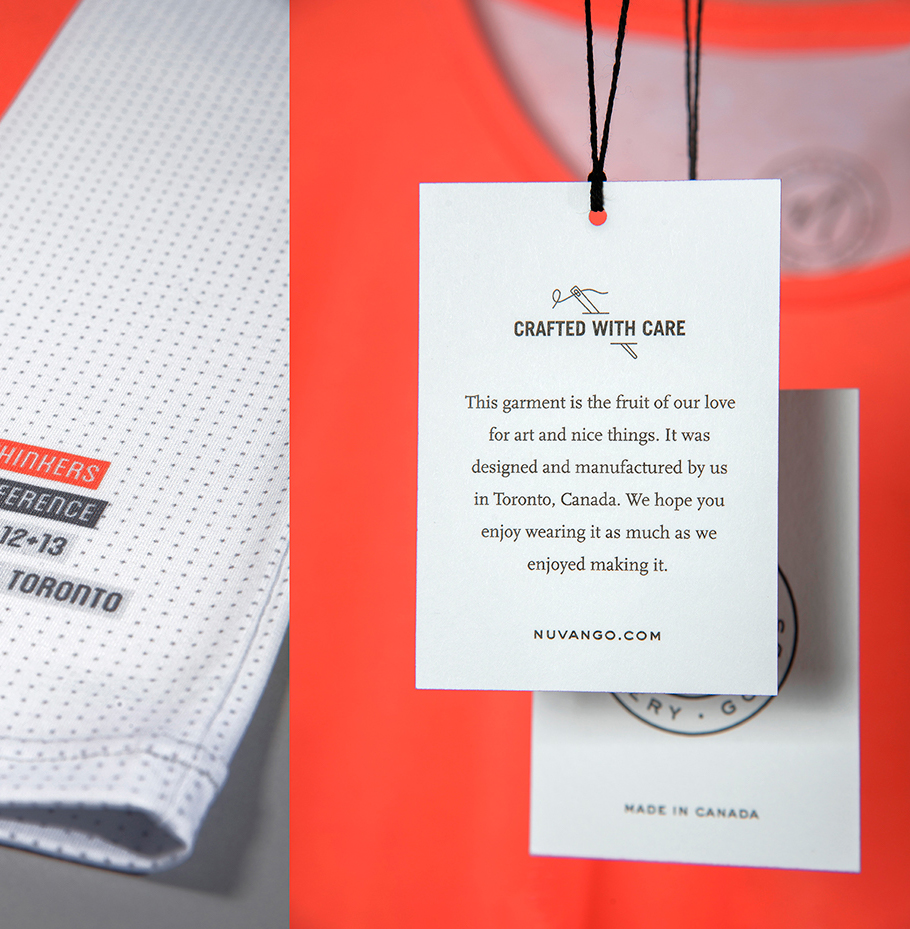 HINKERS
FERENCE
12+13
TORONTO
CRAFTED WITH CARE
This garment is the fruit of our love
for art and nice things. It was
designed and manufactured by us
in Toronto, Canada. We hope you
enjoy wearing it as much as we
enjoyed making it.
NUVANGO.COM
ERY • GO
MADE IN CANADA